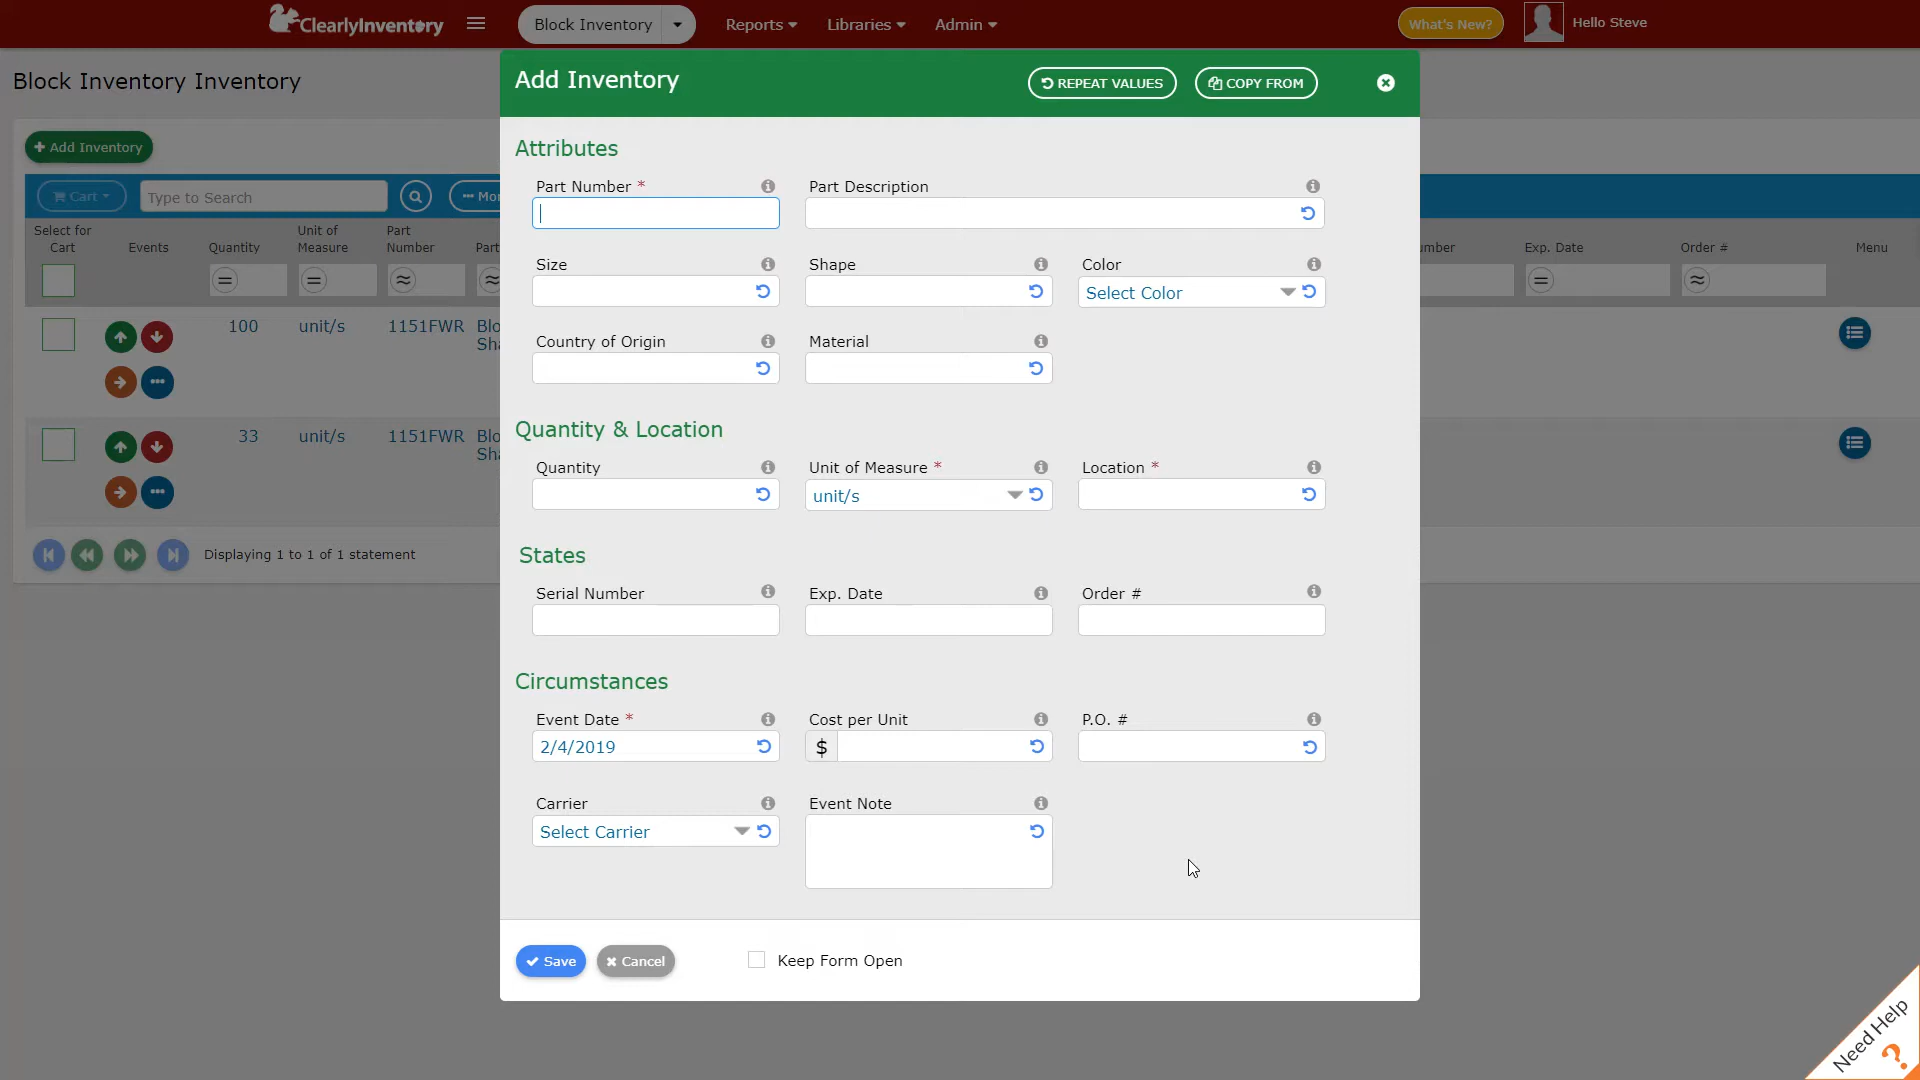 ClearlyInventory
Block Inventory
Reports
Libraries
Admin
What's New?
Hello Steve
Block Inventory Inventory
Add Inventory
REPEAT VALUES
COPY FROM
Add Inventory
Cart
Type to Search
Select for Cart
Events
Quantity
Unit of Measure
Part Number
Exp. Date
Order #
Menu
100
unit/s
1151FWR
33
unit/s
1151FWR
Displaying 1 to 1 of 1 statement
Attributes
Part Number *
Part Description
Size
Shape
Color
Select Color
Country of Origin
Material
Quantity & Location
Quantity
Unit of Measure *
Location *
unit/s
States
Serial Number
Exp. Date
Order #
Circumstances
Event Date *
Cost per Unit
P.O. #
2/4/2019
$
Carrier
Event Note
Select Carrier
Save
Cancel
Keep Form Open
Need Help
?